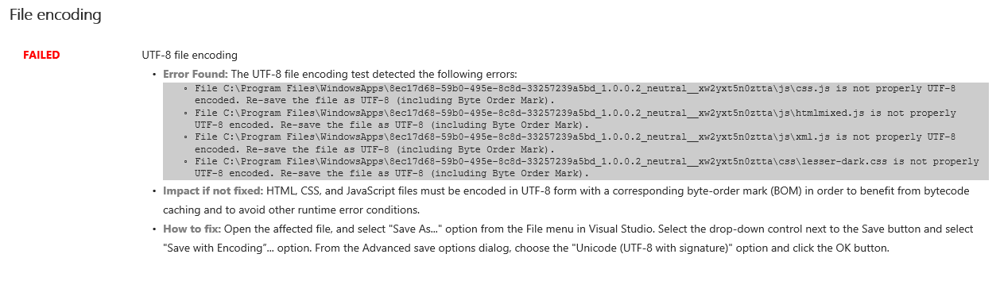 File encoding
FAILED
UTF-8 file encoding
• Error Found: The UTF-8 file encoding test detected the following errors:
◦ File C:\Program Files\WindowsApps\8ec17d68-59b0-495e-8c8d-33257239a5bd_1.0.0.2_neutral__xw2yxt5n0ztta\js\css.js is not properly UTF-8
encoded. Re-save the file as UTF-8 (including Byte Order Mark).
◦ File C:\Program Files\WindowsApps\8ec17d68-59b0-495e-8c8d-33257239a5bd_1.0.0.2_neutral__xw2yxt5n0ztta\js\htmlmixed.js is not properly
UTF-8 encoded. Re-save the file as UTF-8 (including Byte Order Mark).
◦ File C:\Program Files\WindowsApps\8ec17d68-59b0-495e-8c8d-33257239a5bd_1.0.0.2_neutral__xw2yxt5n0ztta\js\xml.js is not properly UTF-8
encoded. Re-save the file as UTF-8 (including Byte Order Mark).
◦ File C:\Program Files\WindowsApps\8ec17d68-59b0-495e-8c8d-33257239a5bd_1.0.0.2_neutral__xw2yxt5n0ztta\css\lesser-dark.css is not properly
UTF-8 encoded. Re-save the file as UTF-8 (including Byte Order Mark).
• Impact if not fixed: HTML, CSS, and JavaScript files must be encoded in UTF-8 form with a corresponding byte-order mark (BOM) in order to benefit from bytecode
caching and to avoid other runtime error conditions.
• How to fix: Open the affected file, and select "Save As..." option from the File menu in Visual Studio. Select the drop-down control next to the Save button and select
"Save with Encoding”... option. From the Advanced save options dialog, choose the "Unicode (UTF-8 with signature)" option and click the OK button.